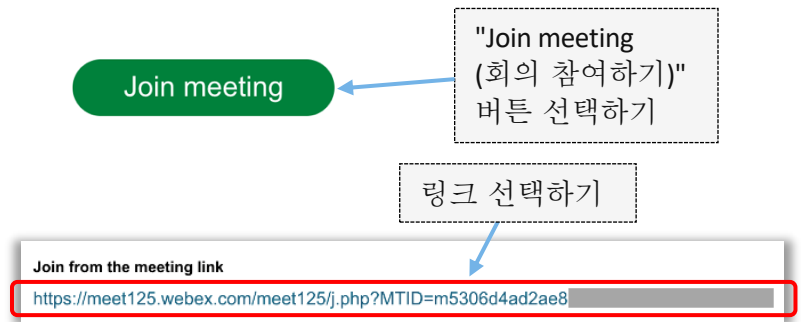 "Join meeting
(회의 참여하기)"
버튼 선택하기
Join meeting
링크 선택하기
Join from the meeting link
https://meet125.webex.com/meet125/j.php?MTID=m5306d4ad2ae8